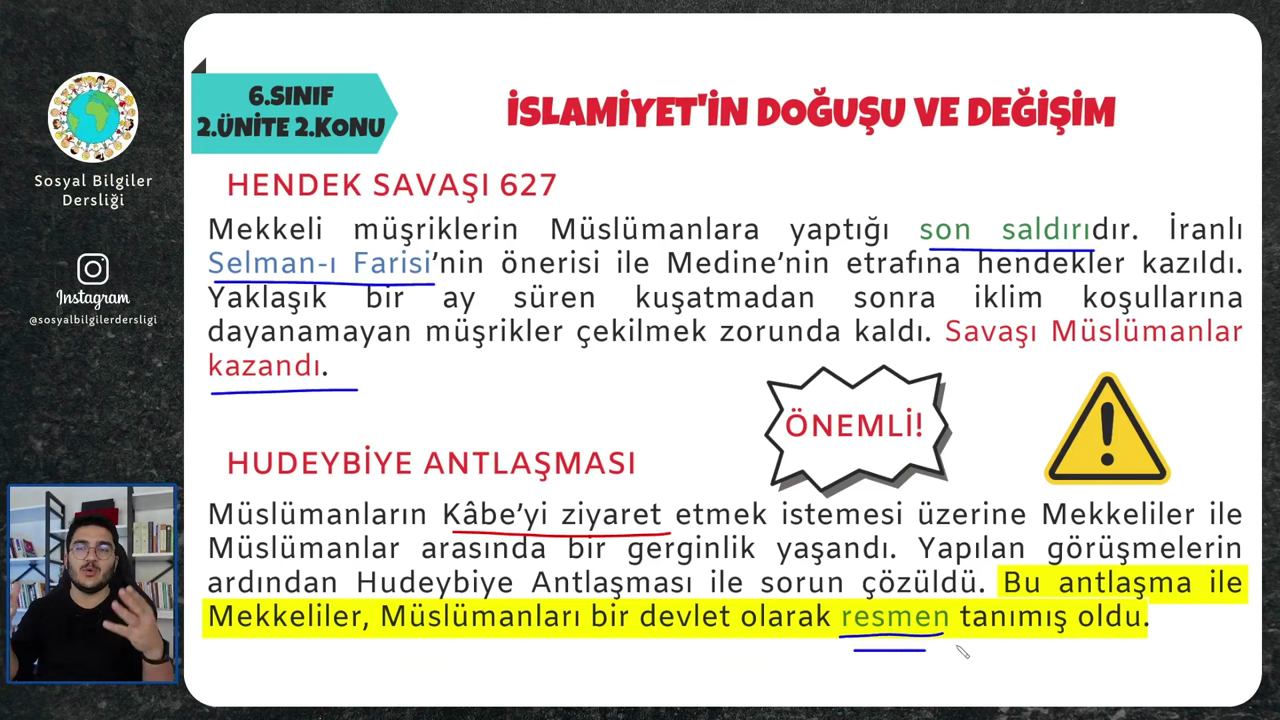 Sosyal Bilgiler
Dersliği
Instagram
@sosyalbilgilerdersligi
6.SINIF
2.ÜNİTE 2.KONU
İSLAMİYET'İN DOĞUŞU VE DEĞİŞİM
HENDEK SAVAŞI 627
Mekkeli müşriklerin Müslümanlara yaptığı son saldırıdır. İranlı
Selman-ı Farisi’nin önerisi ile Medine’nin etrafına hendekler kazıldı.
Yaklaşık bir ay süren kuşatmadan sonra iklim koşullarına
dayanamayan müşrikler çekilmek zorunda kaldı. Savaşı Müslümanlar
kazandı.
ÖNEMLİ!
HUDEYBİYE ANTLAŞMASI
Müslümanların Kâbe’yi ziyaret etmek istemesi üzerine Mekkeliler ile
Müslümanlar arasında bir gerginlik yaşandı. Yapılan görüşmelerin
ardından Hudeybiye Antlaşması ile sorun çözüldü. Bu antlaşma ile
Mekkeliler, Müslümanları bir devlet olarak resmen tanımış oldu.